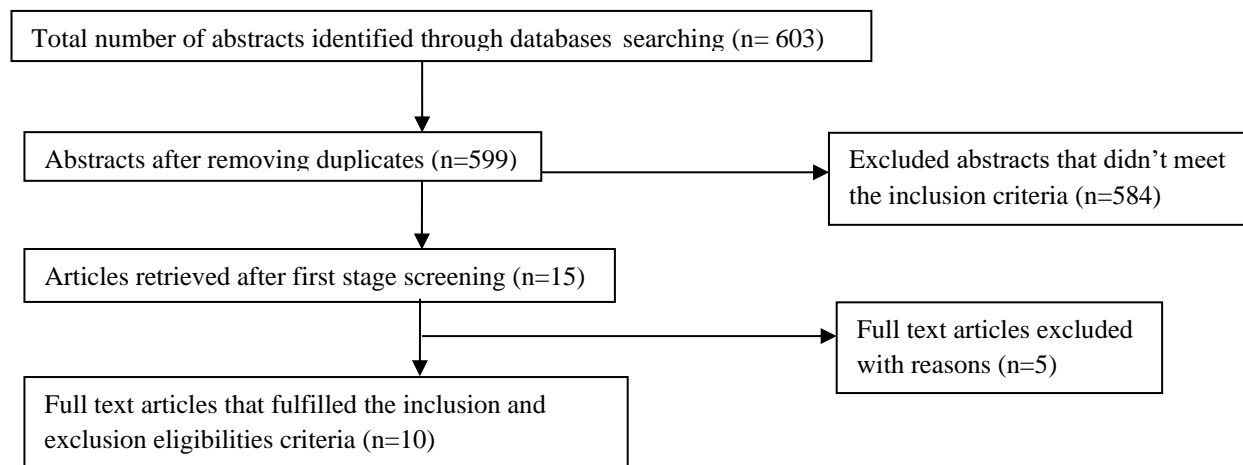 Total number of abstracts identified through databases searching (n= 603)
Abstracts after removing duplicates (n=599)
Excluded abstracts that didn’t meet
the inclusion criteria (n=584)
Articles retrieved after first stage screening (n=15)
Full text articles excluded
with reasons (n=5)
Full text articles that fulfilled the inclusion and
exclusion eligibilities criteria (n=10)